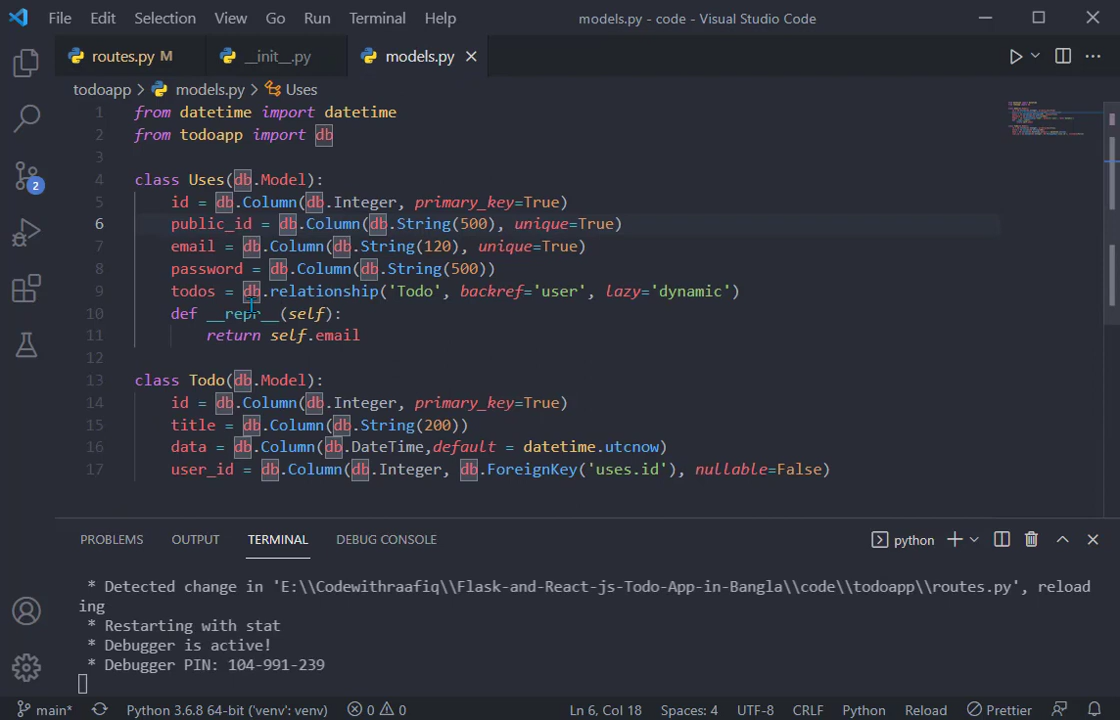 File Edit Selection View Go Run Terminal Help models.py - code - Visual Studio Code
routes.py M __init__.py models.py
todoapp > models.py > Uses
1 from datetime import datetime
2 from todoapp import db
3
4 class Uses(db.Model):
5 id = db.Column(db.Integer, primary_key=True)
6 public_id = db.Column(db.String(500), unique=True)
7 email = db.Column(db.String(120), unique=True)
8 password = db.Column(db.String(500))
9 todos = db.relationship('Todo', backref='user', lazy='dynamic')
10 def __repr__(self):
11 return self.email
12
13 class Todo(db.Model):
14 id = db.Column(db.Integer, primary_key=True)
15 title = db.Column(db.String(200))
16 data = db.Column(db.DateTime,default = datetime.utcnow)
17 user_id = db.Column(db.Integer, db.ForeignKey('uses.id'), nullable=False)
2
PROBLEMS OUTPUT TERMINAL DEBUG CONSOLE python
* Detected change in 'E:\\Codewithraafiq\\Flask-and-React-js-Todo-App-in-Bangla\\code\\todoapp\\routes.py', reload
ing
* Restarting with stat
* Debugger is active!
* Debugger PIN: 104-991-239
main* Python 3.6.8 64-bit ('venv': venv) 0 0 Ln 6, Col 18 Spaces: 4 UTF-8 CRLF Python Reload Prettier